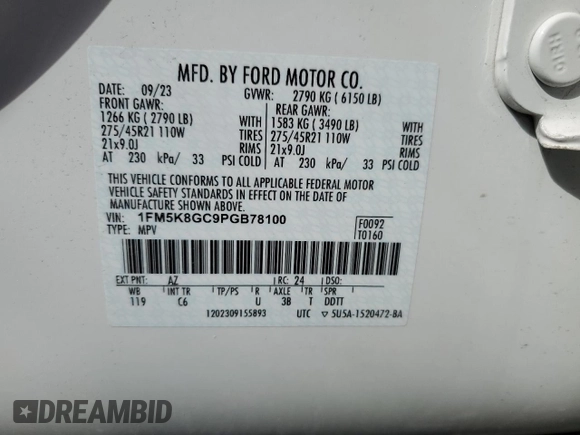 MFD. BY FORD MOTOR CO.
DATE: 09/23 GVWR: 2790 KG ( 6150 LB)
FRONT GAWR: REAR GAWR:
1266 KG ( 2790 LB) WITH 1583 KG ( 3490 LB) WITH
275/45R21 110W TIRES 275/45R21 110W TIRES
21x9.0J RIMS 21x9.0J RIMS
AT 230 kPa/ 33 PSI COLD AT 230 kPa/ 33 PSI COLD
THIS VEHICLE CONFORMS TO ALL APPLICABLE FEDERAL MOTOR
VEHICLE SAFETY STANDARDS IN EFFECT ON THE DATE OF
MANUFACTURE SHOWN ABOVE.
VIN: 1FM5K8GC9PGB78100 F0092
TYPE: MPV T0160
EXT PNT: AZ RC: 24 DSO:
WB INT TR TP/PS R AXLE TR SPR
119 C6 U 3B T DDTT
1202309155893 UTC ▽ 5U5A-1520472-BA
DREAMBID